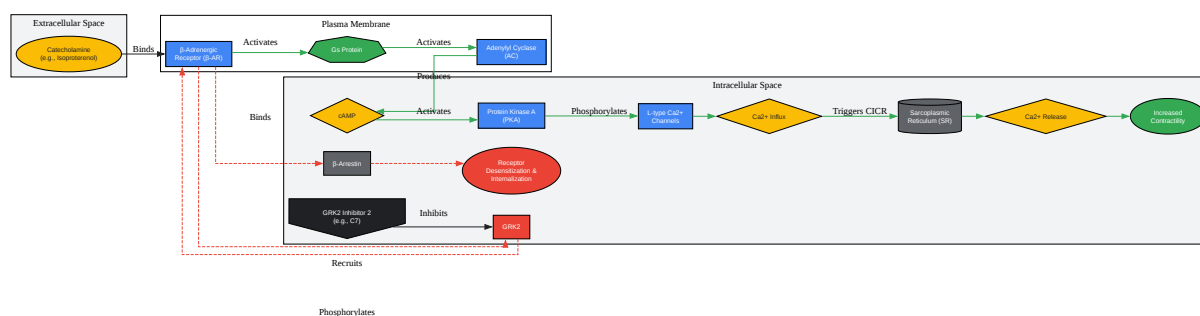 Extracellular Space
Catecholamine
(e.g., Isoproterenol)
Binds
Plasma Membrane
β-Adrenergic
Receptor (β-AR)
Activates
Gs Protein
Activates
Adenylyl Cyclase
(AC)
Produces
Intracellular Space
Binds
cAMP
Activates
Protein Kinase A
(PKA)
Phosphorylates
L-type Ca2+
Channels
Ca2+ Influx
Triggers CICR
Sarcoplasmic
Reticulum (SR)
Ca2+ Release
Increased
Contractility
β-Arrestin
Receptor
Desensitization &
Internalization
GRK2 Inhibitor 2
(e.g., C7)
Inhibits
GRK2
Recruits
Phosphorylates